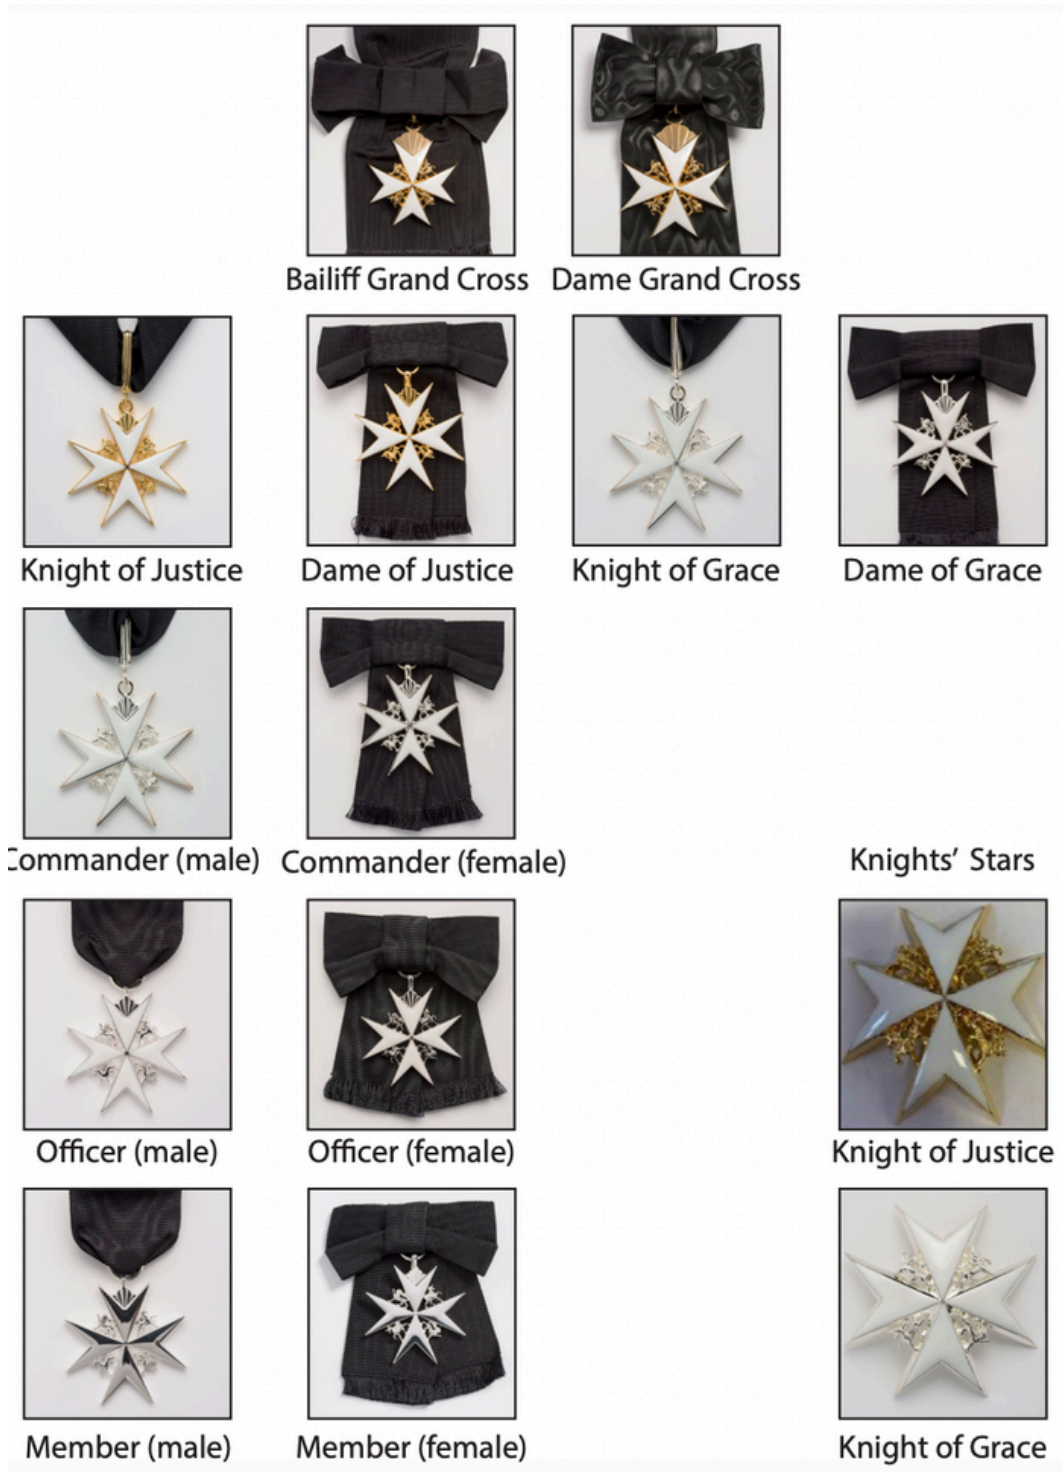 Bailiff Grand Cross Dame Grand Cross
Knight of Justice Dame of Justice Knight of Grace Dame of Grace
Commander (male) Commander (female) Knights' Stars
Officer (male) Officer (female) Knight of Justice
Member (male) Member (female) Knight of Grace